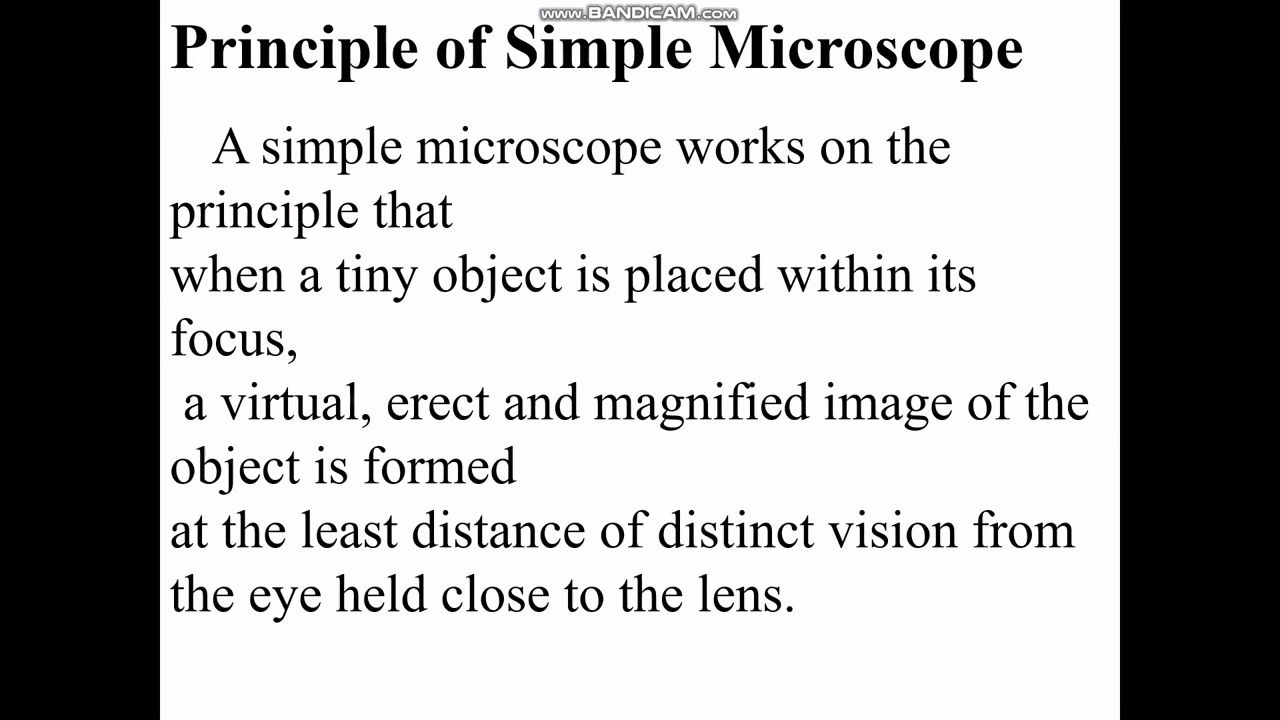 www.BANDICAM.com
Principle of Simple Microscope
A simple microscope works on the
principle that
when a tiny object is placed within its
focus,
a virtual, erect and magnified image of the
object is formed
at the least distance of distinct vision from
the eye held close to the lens.